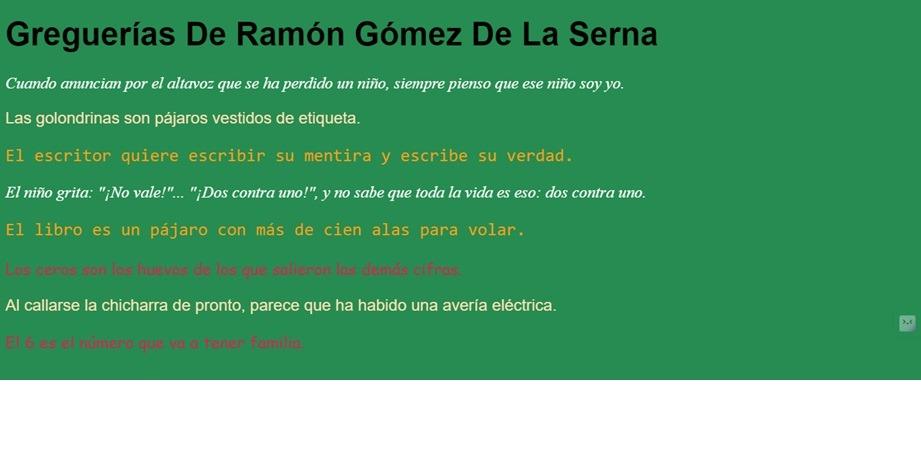 Greguerías De Ramón Gómez De La Serna
Cuando anuncian por el altavoz que se ha perdido un niño, siempre pienso que ese niño soy yo.
Las golondrinas son pájaros vestidos de etiqueta.
El escritor quiere escribir su mentira y escribe su verdad.
El niño grita: "¡No vale!"... "¡Dos contra uno!", y no sabe que toda la vida es eso: dos contra uno.
El libro es un pájaro con más de cien alas para volar.
Los ceros son los huevos de los que salieron las demás cifras.
Al callarse la chicharra de pronto, parece que ha habido una avería eléctrica.
El 6 es el número que va a tener familia.